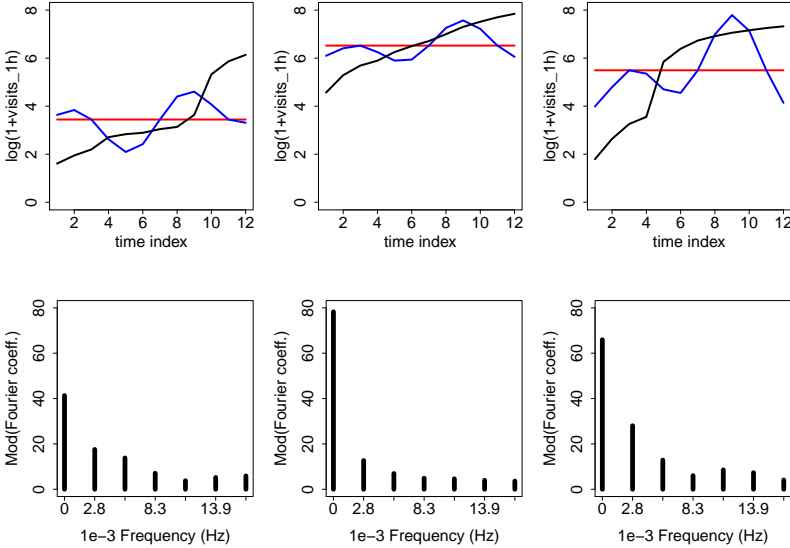 log(1+visits_1h)
8
6
4
2
0
2 4 6 8 10 12
time index
log(1+visits_1h)
8
6
4
2
0
2 4 6 8 10 12
time index
log(1+visits_1h)
8
6
4
2
0
2 4 6 8 10 12
time index
Mod(Fourier coeff.)
80
60
40
20
0
0 2.8 8.3 13.9
1e−3 Frequency (Hz)
Mod(Fourier coeff.)
80
60
40
20
0
0 2.8 8.3 13.9
1e−3 Frequency (Hz)
Mod(Fourier coeff.)
80
60
40
20
0
0 2.8 8.3 13.9
1e−3 Frequency (Hz)